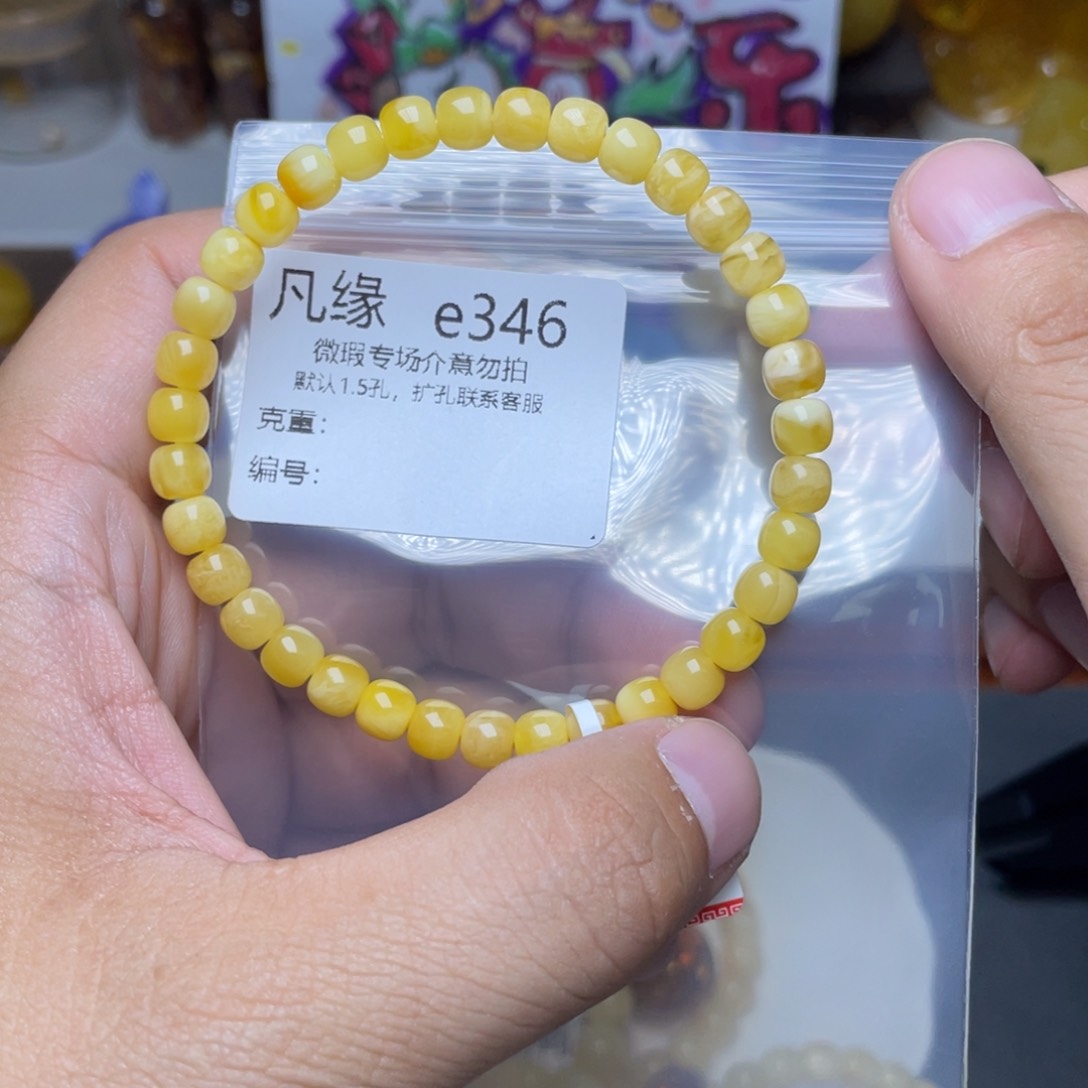 乐
凡缘 e346
微瑕专场介意勿拍
默认1.5孔，扩孔联系客服
克重：
编号：